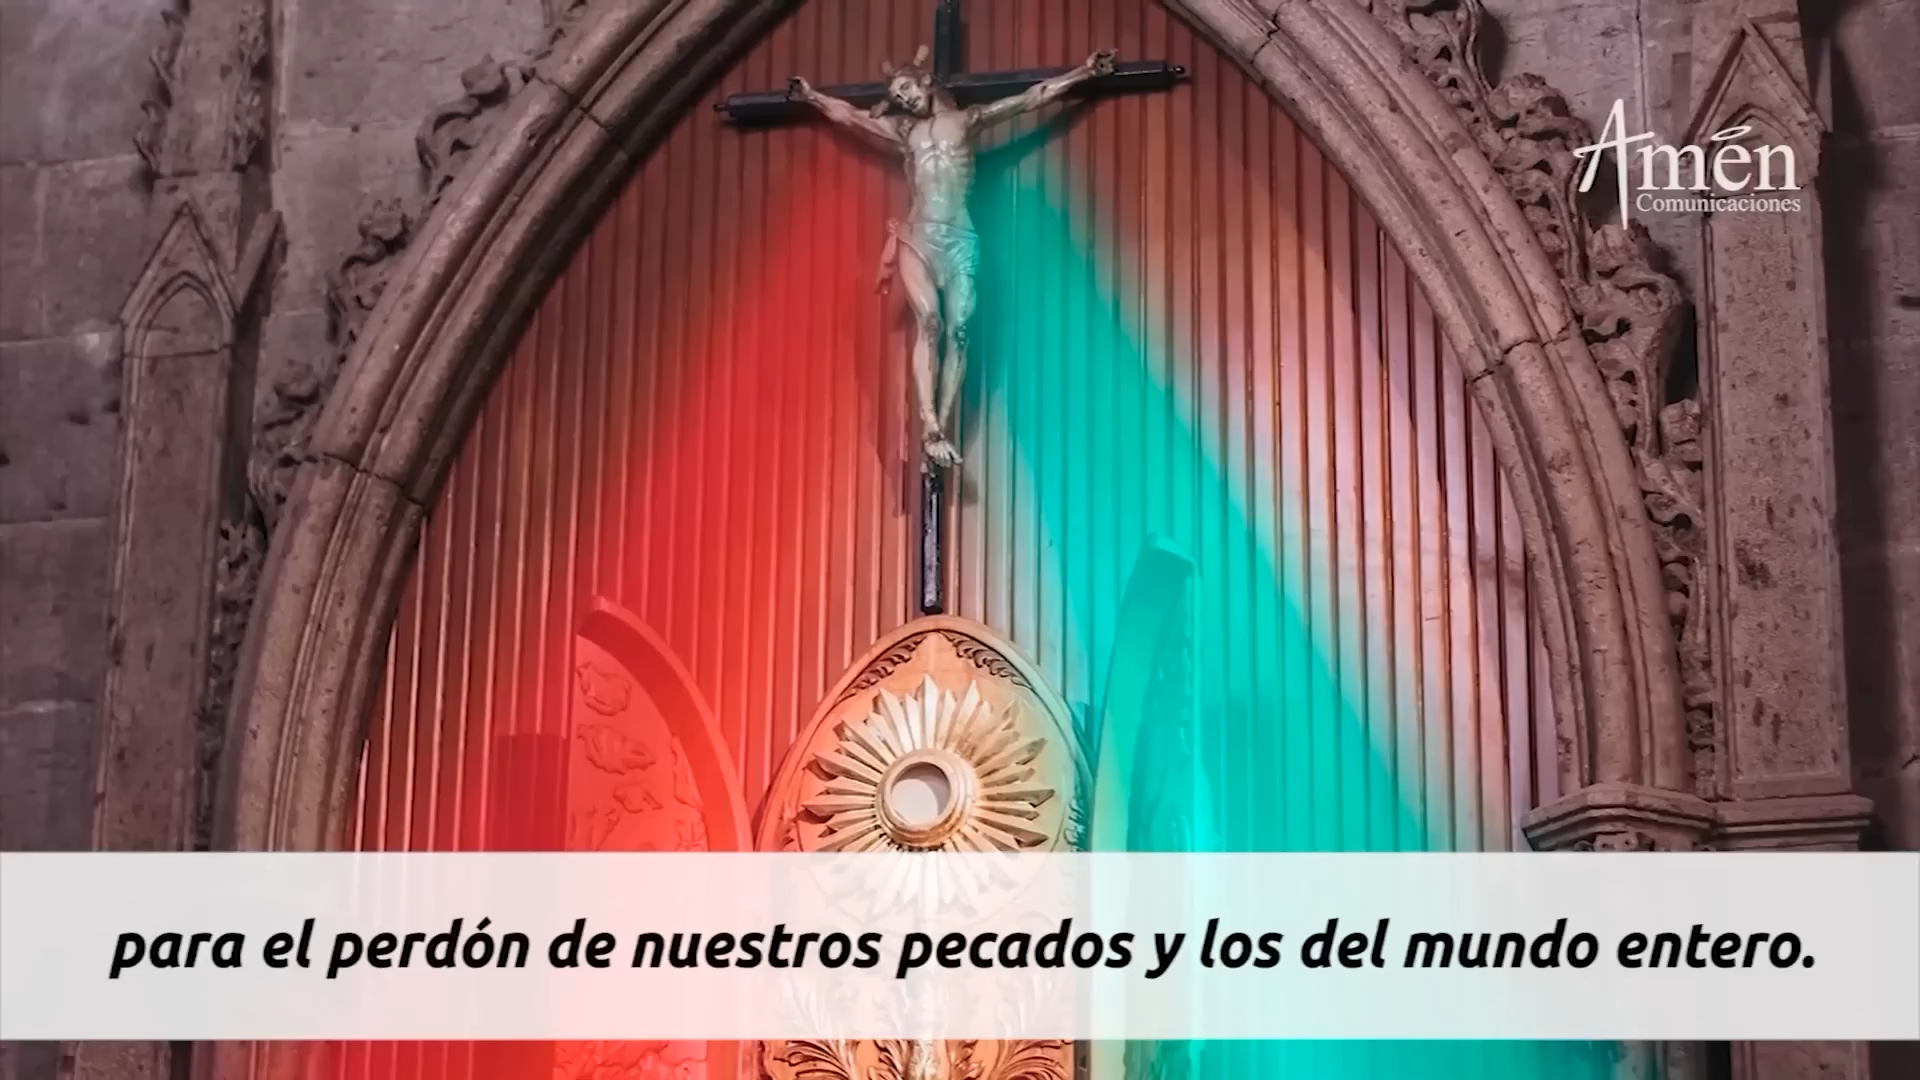 Amén
Comunicaciones
para el perdón de nuestros pecados y los del mundo entero.